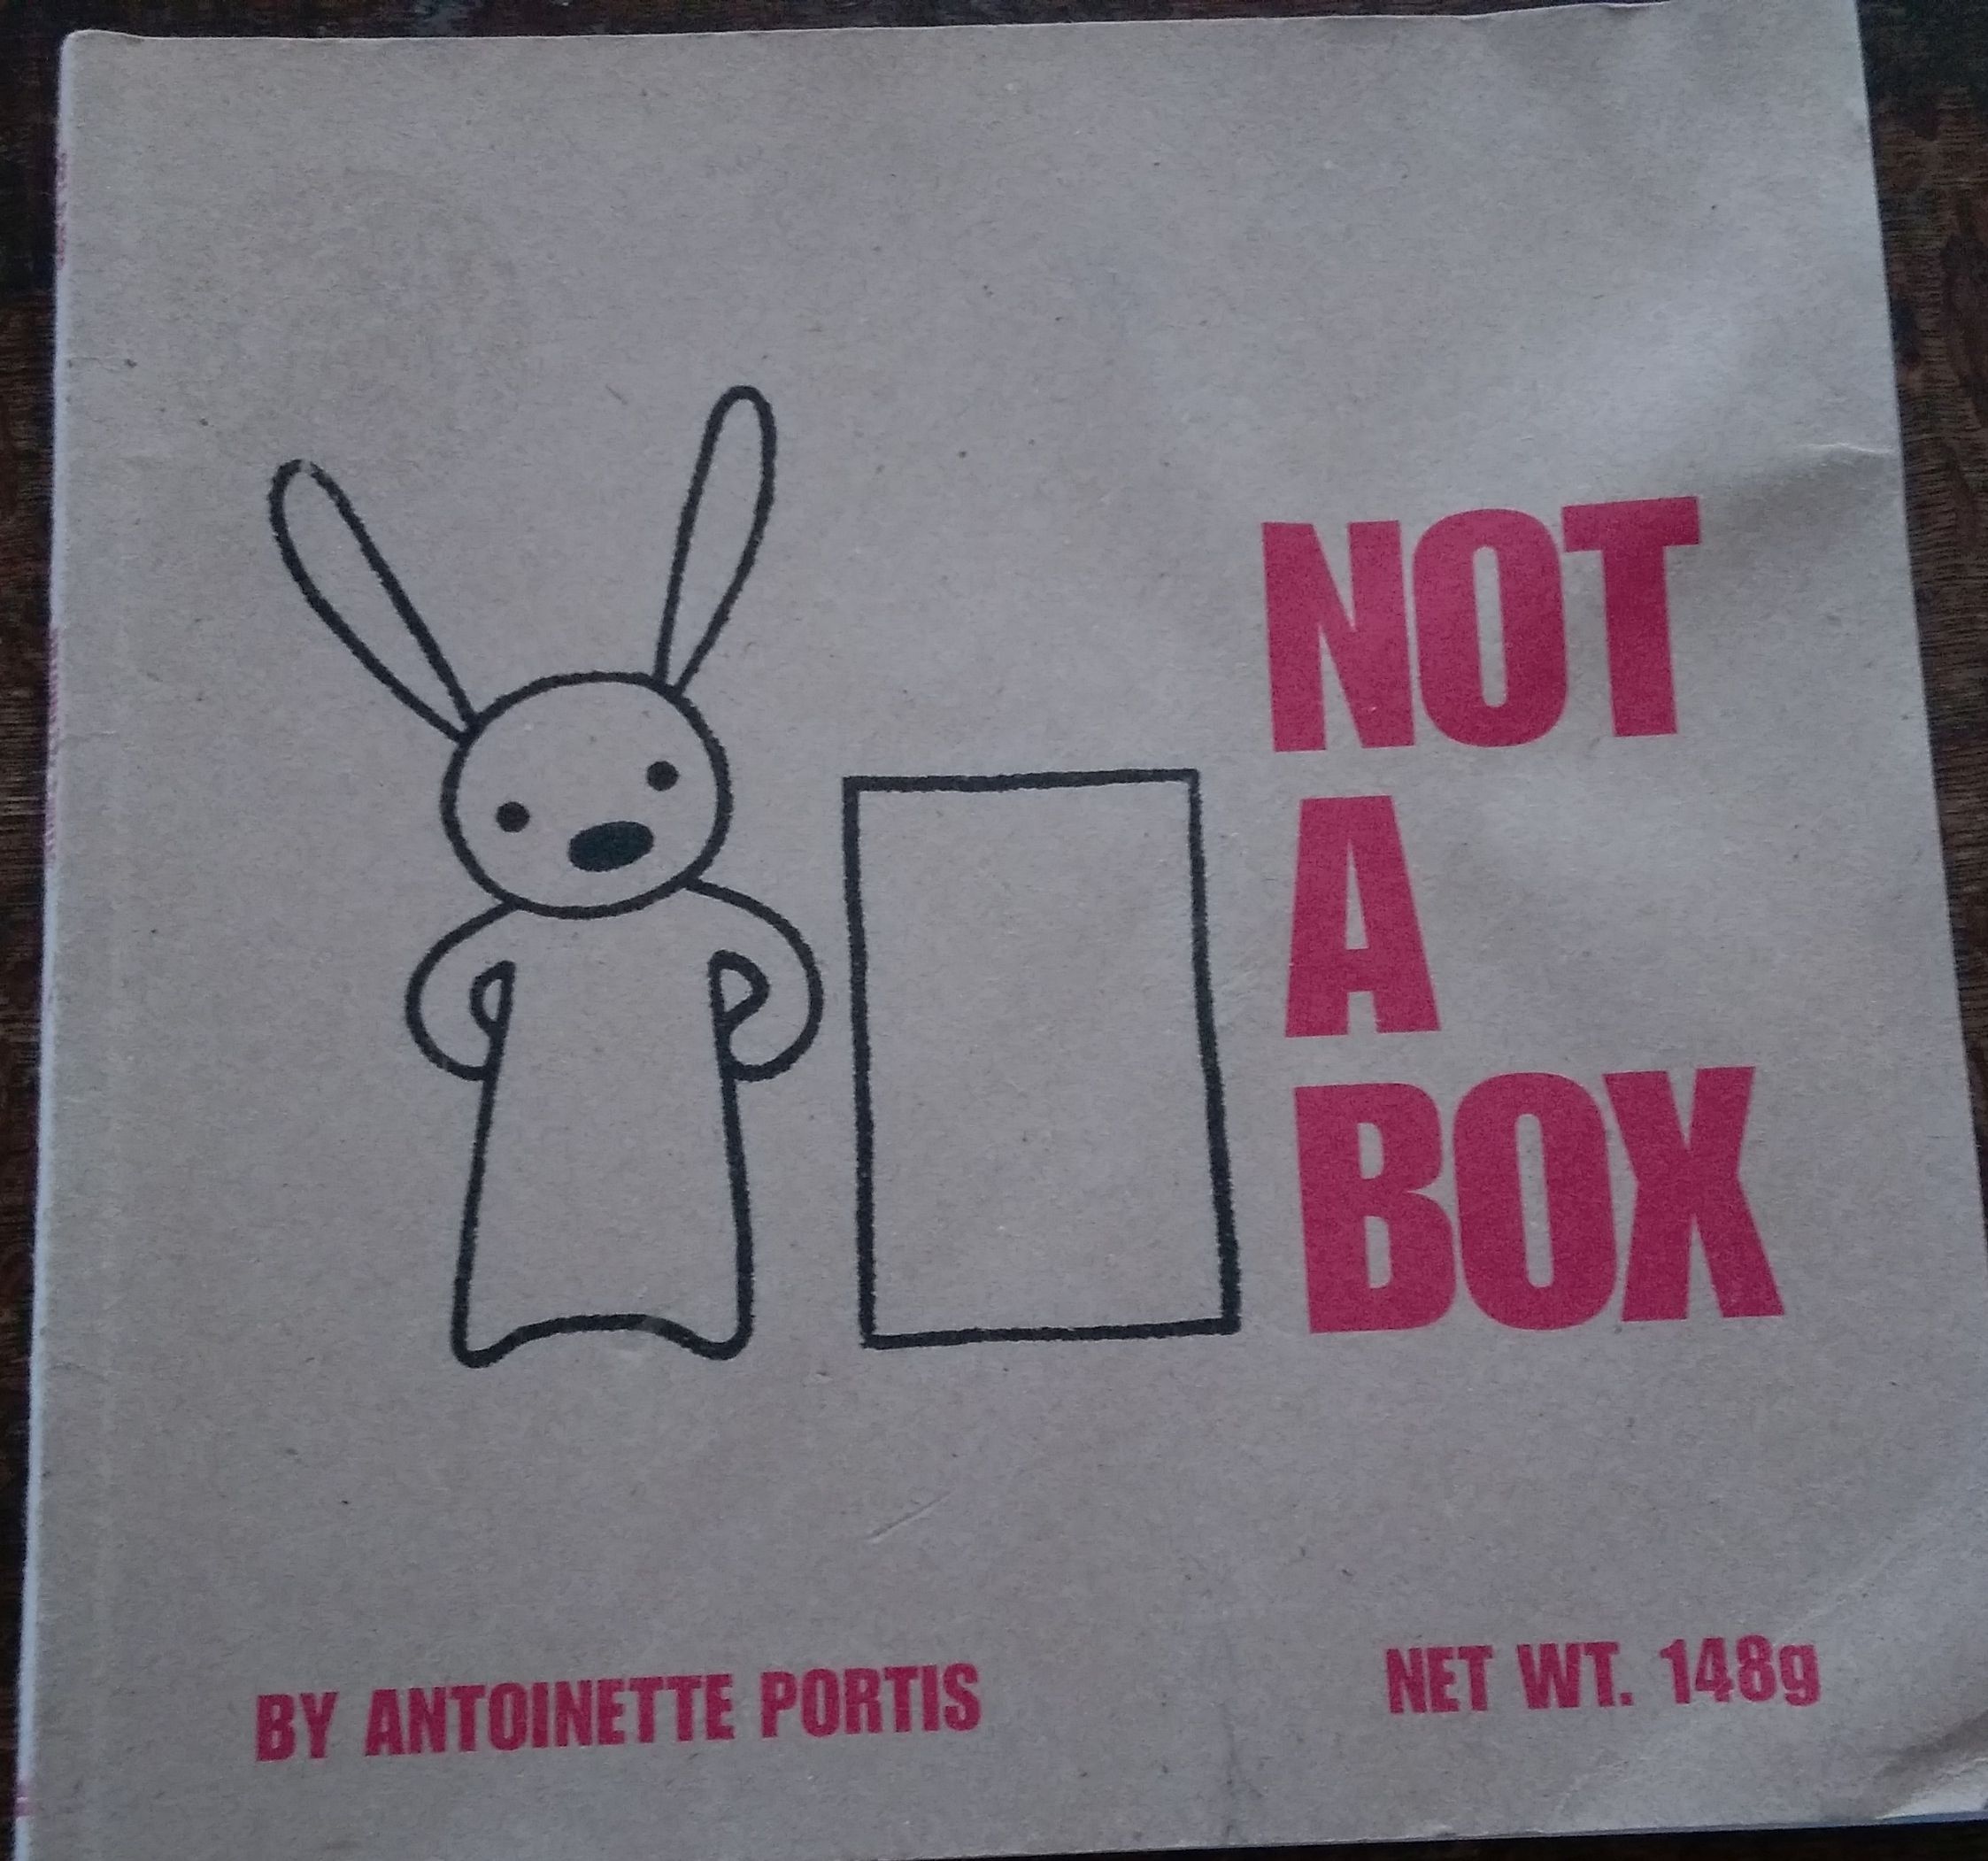 NOT
A
BOX
BY ANTOINETTE PORTIS
NET WT. 148g